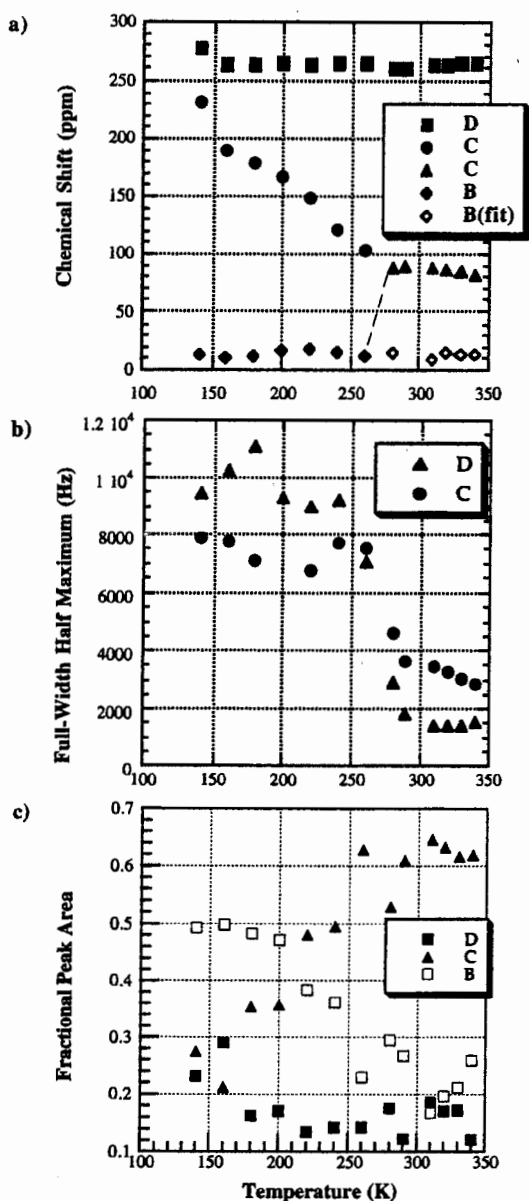 a)
300
250
200
150
100
50
0
Chemical Shift (ppm)
D
C
C
B
B(fit)
100 150 200 250 300 350
b)
1.2 10⁴
1 10⁴
8000
6000
4000
2000
0
Full-Width Half Maximum (Hz)
D
C
100 150 200 250 300 350
c)
0.7
0.6
0.5
0.4
0.3
0.2
0.1
Fractional Peak Area
D
C
B
100 150 200 250 300 350
Temperature (K)